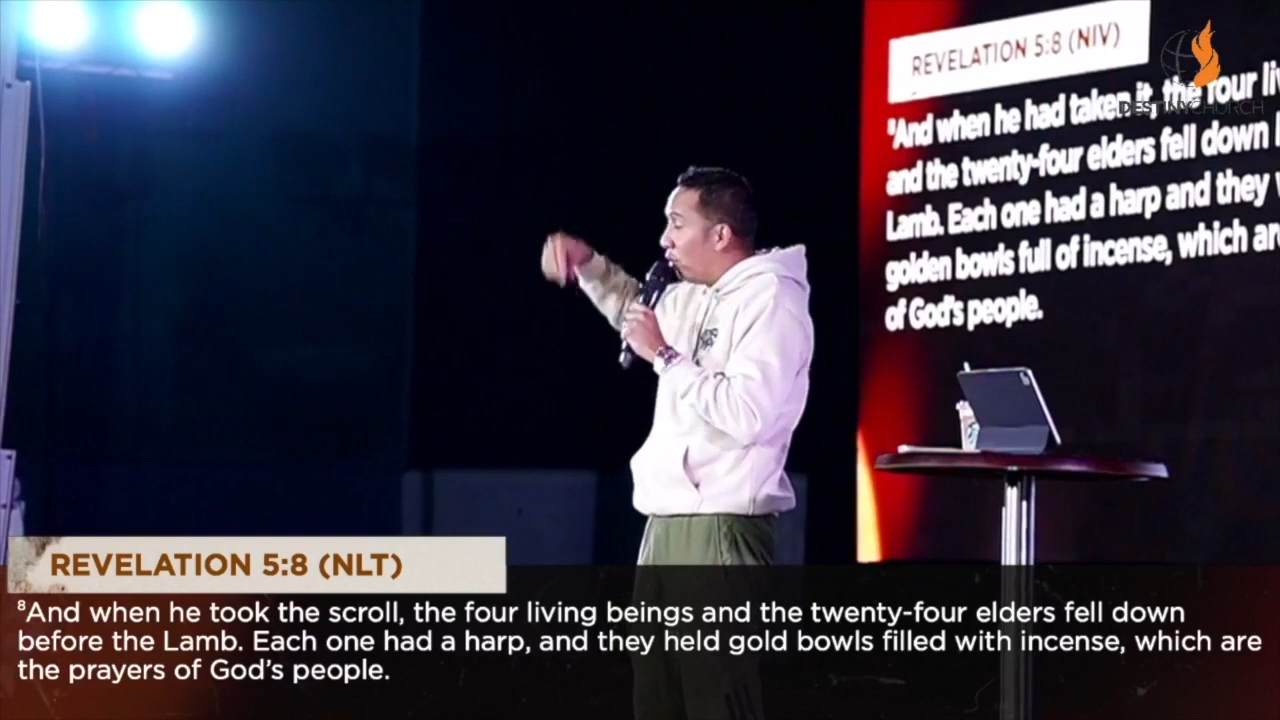 REVELATION 5:8 (NIV)
DESTINYCHURCH
⁸And when he had taken it, the four
and the twenty-four elders fell down
Lamb. Each one had a harp and they
golden bowls full of incense, which
of God's people.
REVELATION 5:8 (NLT)
⁸And when he took the scroll, the four living beings and the twenty-four elders fell down
before the Lamb. Each one had a harp, and they held gold bowls filled with incense, which are
the prayers of God's people.